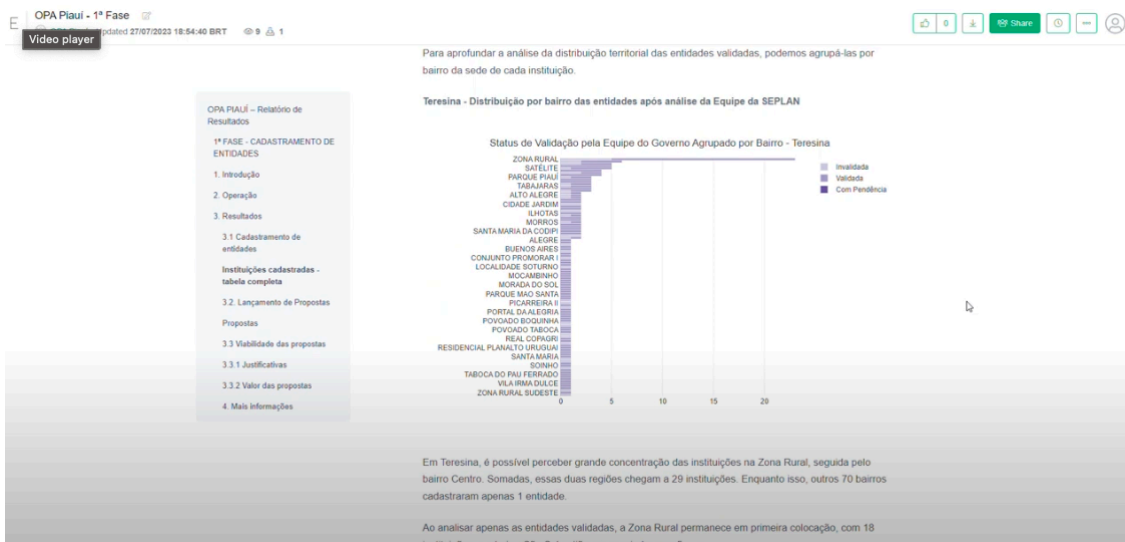 E
OPA Piauí - 1ª Fase
Updated 27/07/2023 18:54:40 BRT 9 1
Video player
0 Share
Para aprofundar a análise da distribuição territorial das entidades validadas, podemos agrupá-las por
bairro da sede de cada instituição.
Teresina - Distribuição por bairro das entidades após análise da Equipe da SEPLAN
OPA PIAUÍ – Relatório de
Resultados
1ª FASE - CADASTRAMENTO DE
ENTIDADES
1. Introdução
2. Operação
3. Resultados
3.1 Cadastramento de
entidades
Instituições cadastradas -
tabela completa
3.2. Lançamento de Propostas
Propostas
3.3 Viabilidade das propostas
3.3.1 Justificativas
3.3.2 Valor das propostas
4. Mais Informações
Status de Validação pela Equipe do Governo Agrupado por Bairro - Teresina
ZONA RURAL
SATÉLITE
PARQUE PIAUÍ
TABAJARAS
ALTO ALEGRE
CIDADE JARDIM
ILHOTAS
MORROS
SANTA MARIA DA CODIPI
ALEGRE
BUENOS AIRES
CONJUNTO PROMORAR I
LOCALIDADE SOTURNO
MOCAMBINHO
MORADA DO SOL
PARQUE MAO SANTA
PICARREIRA II
PORTAL DA ALEGRIA
POVOADO BOQUINHA
POVOADO TABOCA
REAL COPAGRI
RESIDENCIAL PLANALTO URUGUAI
SANTA MARIA
SOINHO
TABOCA DO PAU FERRADO
VILA IRMA DULCE
ZONA RURAL SUDESTE
0 5 10 15 20
Invalidada
Validada
Com Pendência
Em Teresina, é possível perceber grande concentração das instituições na Zona Rural, seguida pelo
bairro Centro. Somadas, essas duas regiões chegam a 29 instituições. Enquanto isso, outros 70 bairros
cadastraram apenas 1 entidade.
Ao analisar apenas as entidades validadas, a Zona Rural permanece em primeira colocação, com 18